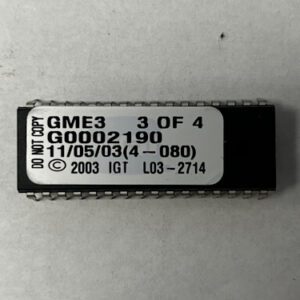 DO NOT COPY
GME3 3 OF 4
G0002190
11/05/03(4-080)
© 2003 IGT L03-2714